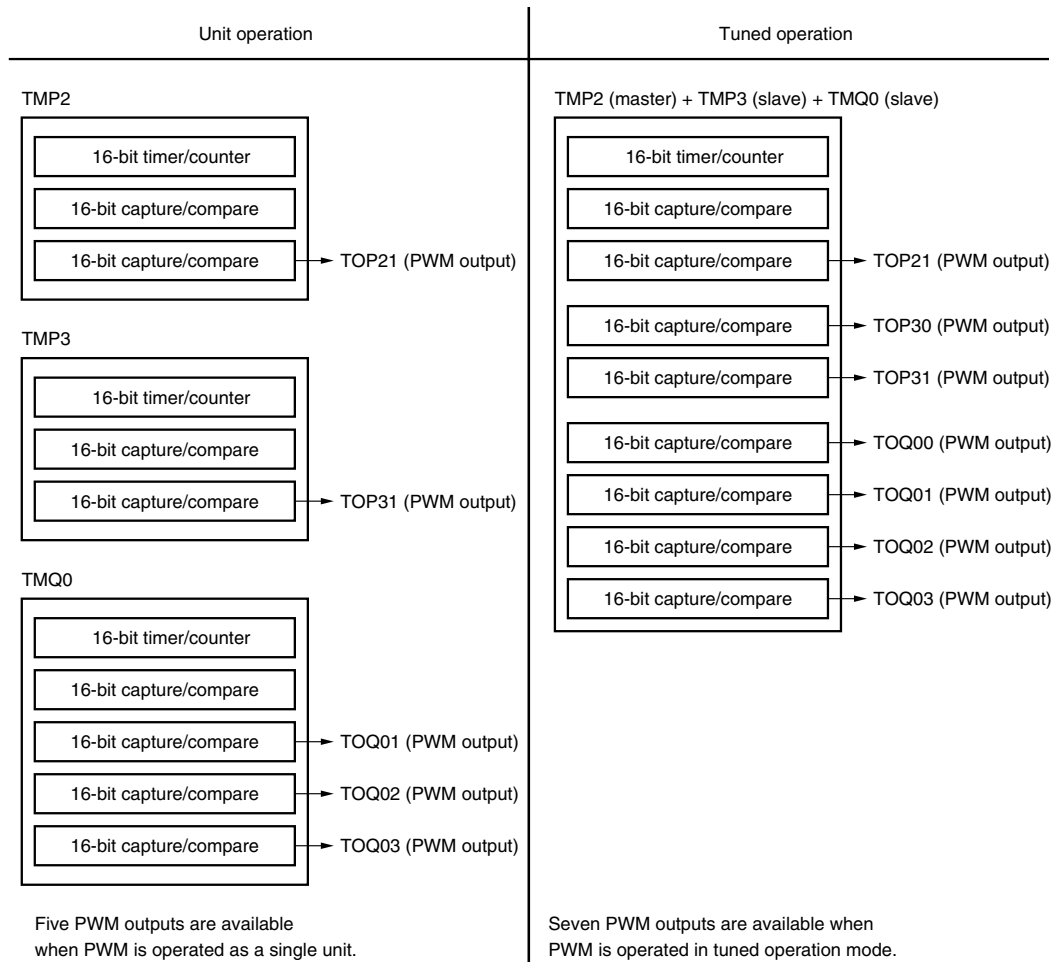 Unit operation
Tuned operation
TMP2
16-bit timer/counter
16-bit capture/compare
16-bit capture/compare
TOP21 (PWM output)
TMP3
16-bit timer/counter
16-bit capture/compare
16-bit capture/compare
TOP31 (PWM output)
TMQ0
16-bit timer/counter
16-bit capture/compare
16-bit capture/compare
TOQ01 (PWM output)
16-bit capture/compare
TOQ02 (PWM output)
16-bit capture/compare
TOQ03 (PWM output)
Five PWM outputs are available
when PWM is operated as a single unit.
TMP2 (master) + TMP3 (slave) + TMQ0 (slave)
16-bit timer/counter
16-bit capture/compare
16-bit capture/compare
TOP21 (PWM output)
16-bit capture/compare
TOP30 (PWM output)
16-bit capture/compare
TOP31 (PWM output)
16-bit capture/compare
TOQ00 (PWM output)
16-bit capture/compare
TOQ01 (PWM output)
16-bit capture/compare
TOQ02 (PWM output)
16-bit capture/compare
TOQ03 (PWM output)
Seven PWM outputs are available when
PWM is operated in tuned operation mode.